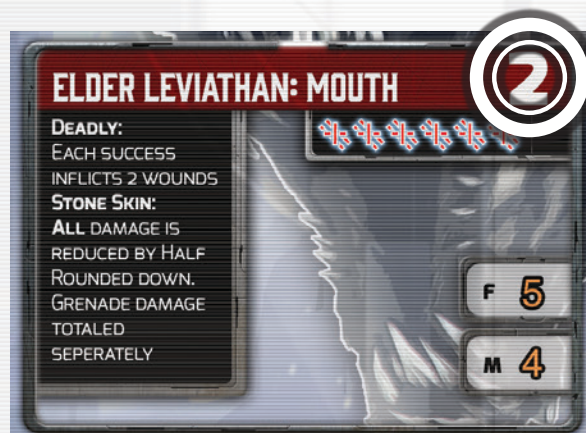 ELDER LEVIATHAN: MOUTH 2
DEADLY:
EACH SUCCESS
INFLICTS 2 WOUNDS
STONE SKIN:
ALL DAMAGE IS
REDUCED BY HALF
ROUNDED DOWN.
GRENADE DAMAGE
TOTALED
SEPERATELY
F 5
M 4